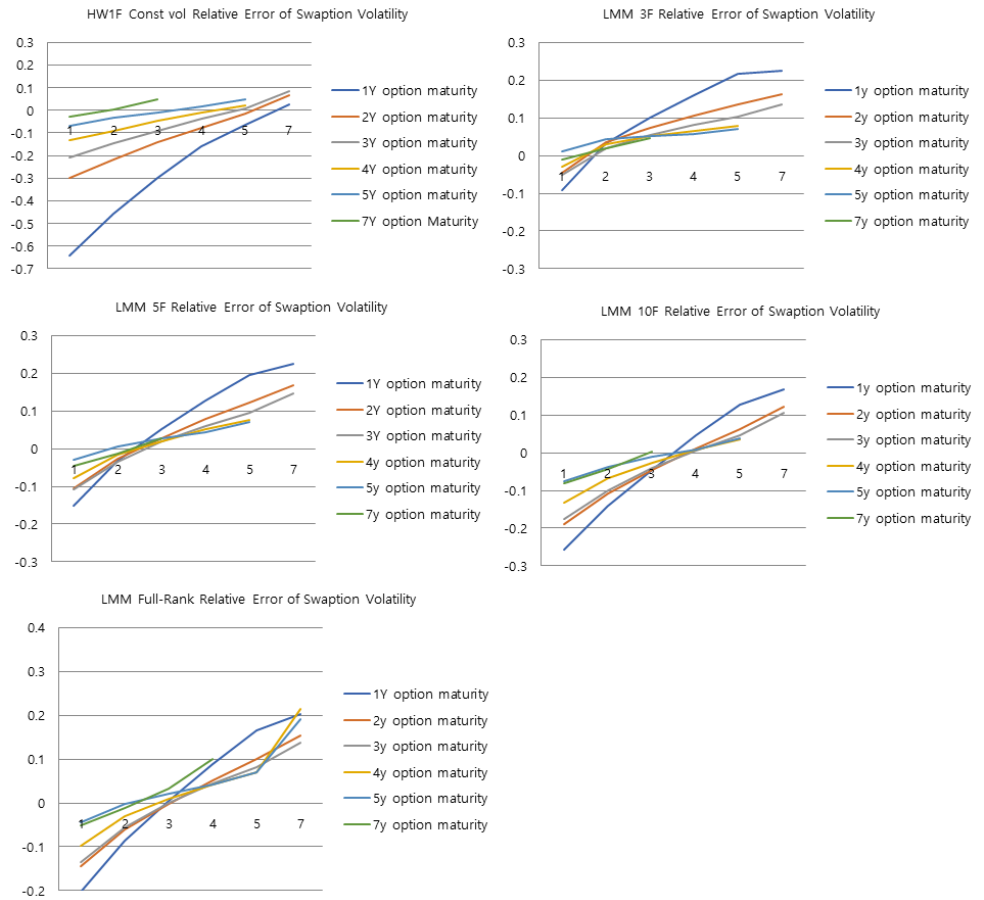 HW1F Const vol Relative Error of Swaption Volatility
0.3
0.2
0.1
0
-0.1
-0.2
-0.3
-0.4
-0.5
-0.6
-0.7
1 2 3 4 5 7
1Y option maturity
2Y option maturity
3Y option maturity
4Y option maturity
5Y option maturity
7Y option Maturity
LMM 3F Relative Error of Swaption Volatility
0.3
0.2
0.1
0
-0.1
-0.2
-0.3
1 2 3 4 5 7
1y option maturity
2y option maturity
3y option maturity
4y option maturity
5y option maturity
7y option maturity
LMM 5F Relative Error of Swaption Volatility
0.3
0.2
0.1
0
-0.1
-0.2
-0.3
1 2 3 4 5 7
1Y option maturity
2Y option maturity
3Y option maturity
4y option maturity
5y option maturity
7y option maturity
LMM 10F Relative Error of Swaption Volatility
0.3
0.2
0.1
0
-0.1
-0.2
-0.3
1 2 3 4 5 7
1y option maturity
2y option maturity
3y option maturity
4y option maturity
5y option maturity
7y option maturity
LMM Full-Rank Relative Error of Swaption Volatility
0.4
0.3
0.2
0.1
0
-0.1
-0.2
1 2 3 4 5 7
1Y option maturity
2y option maturity
3y option maturity
4y option maturity
5y option maturity
7y option maturity